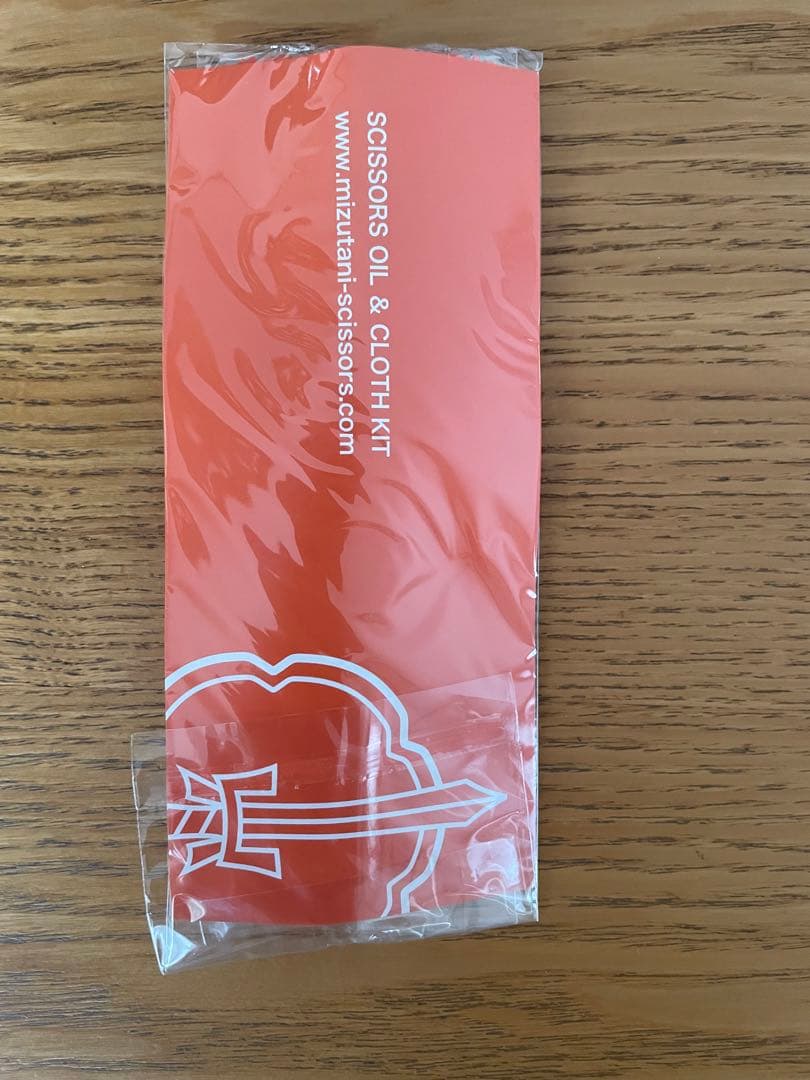 SCISSORS OIL & CLOTH KIT
www.mizutani-scissors.com